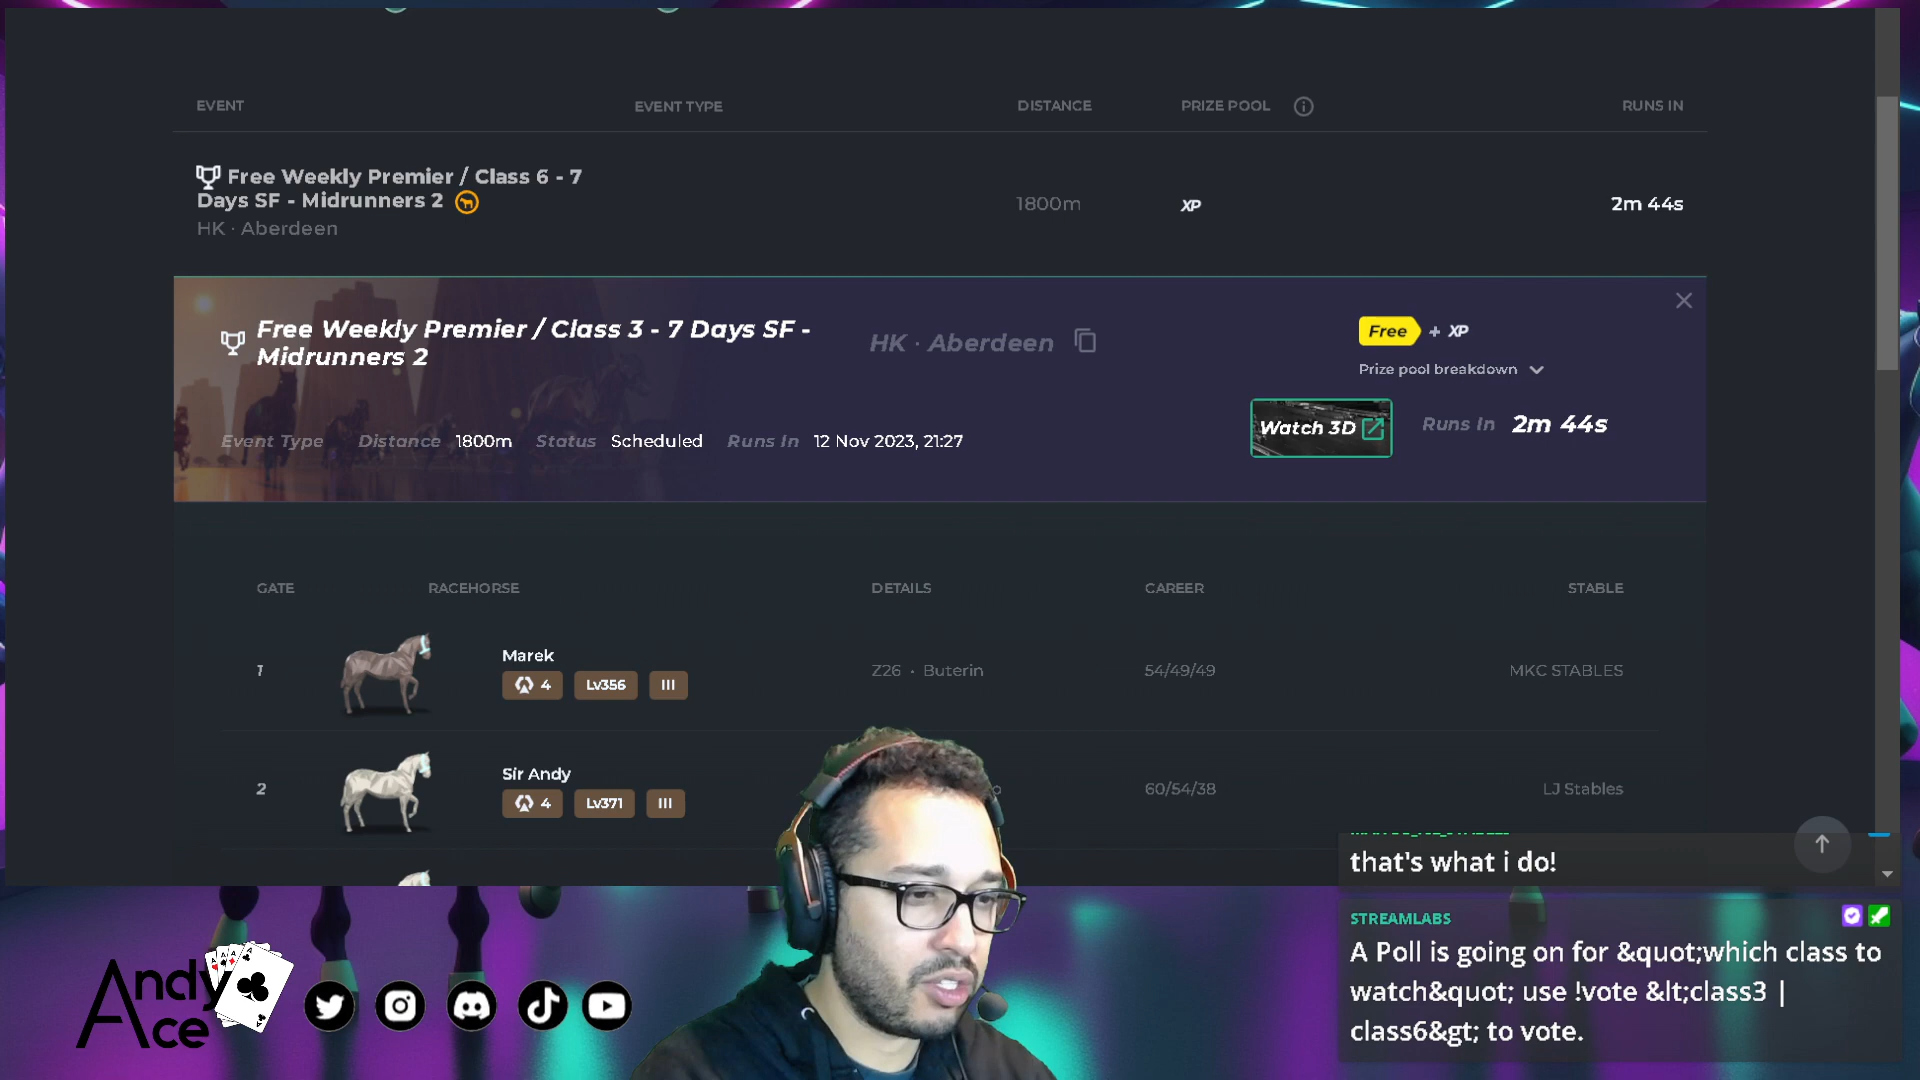 EVENT
EVENT TYPE
DISTANCE
PRIZE POOL
RUNS IN
Free Weekly Premier / Class 6 - 7
Days SF - Midrunners 2
HK · Aberdeen
1800m
XP
2m 44s
Free Weekly Premier / Class 3 - 7 Days SF -
Midrunners 2
HK · Aberdeen
Free + XP
Prize pool breakdown
Event Type
Distance 1800m
Status Scheduled
Runs In 12 Nov 2023, 21:27
Watch 3D
Runs In 2m 44s
GATE
RACEHORSE
DETAILS
CAREER
STABLE
1
Marek
4
Lv356
III
Z26 · Buterin
54/49/49
MKC STABLES
2
Sir Andy
4
Lv371
III
60/54/38
LJ Stables
that's what i do!
STREAMLABS
A Poll is going on for &quot;which class to
watch&quot; use !vote &lt;class3 |
class6&gt; to vote.
Andy
Ace